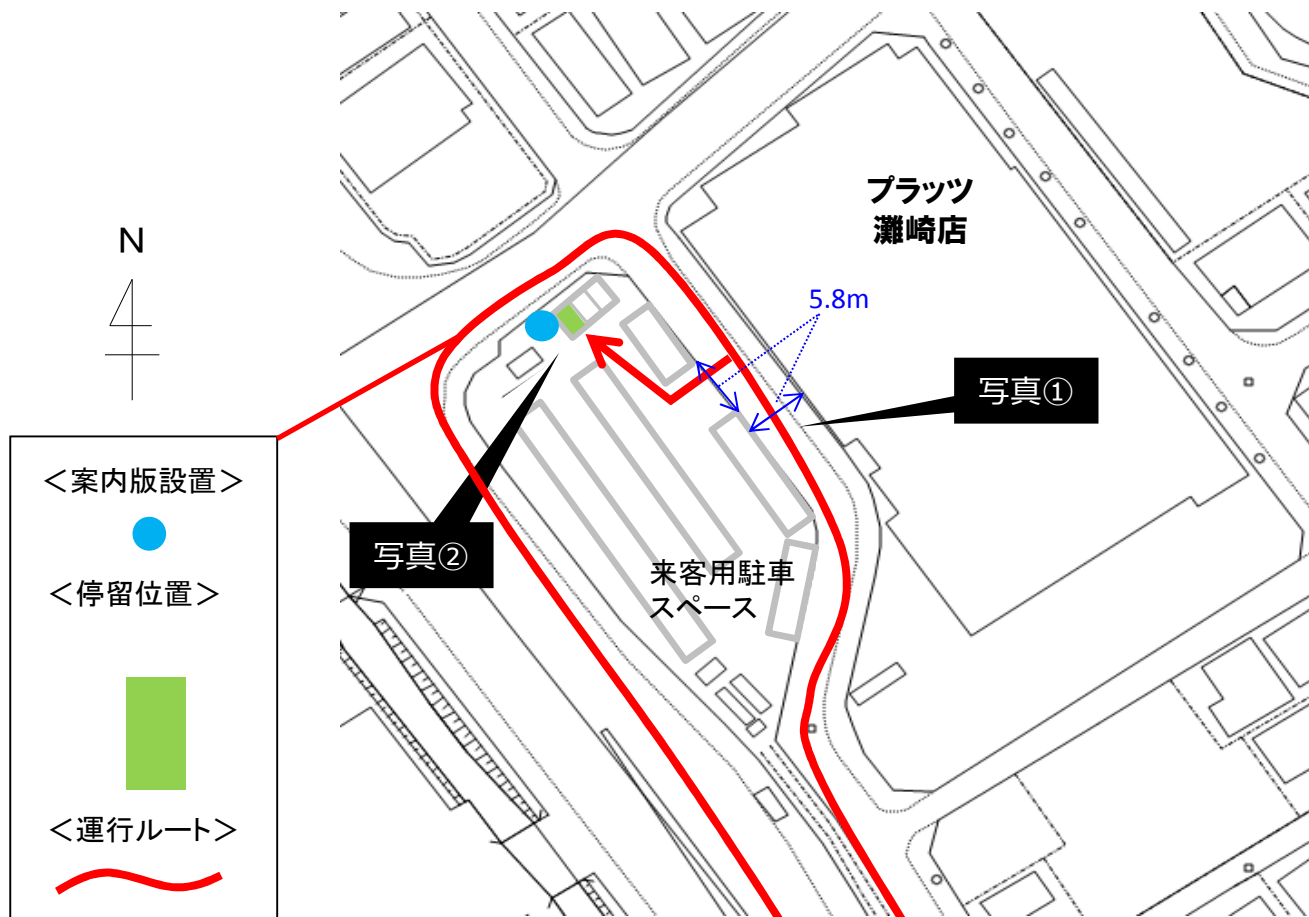 N
プラッツ
灘崎店
5.8m
写真①
写真②
来客用駐車
スペース
＜案内版設置＞
＜停留位置＞
＜運行ルート＞